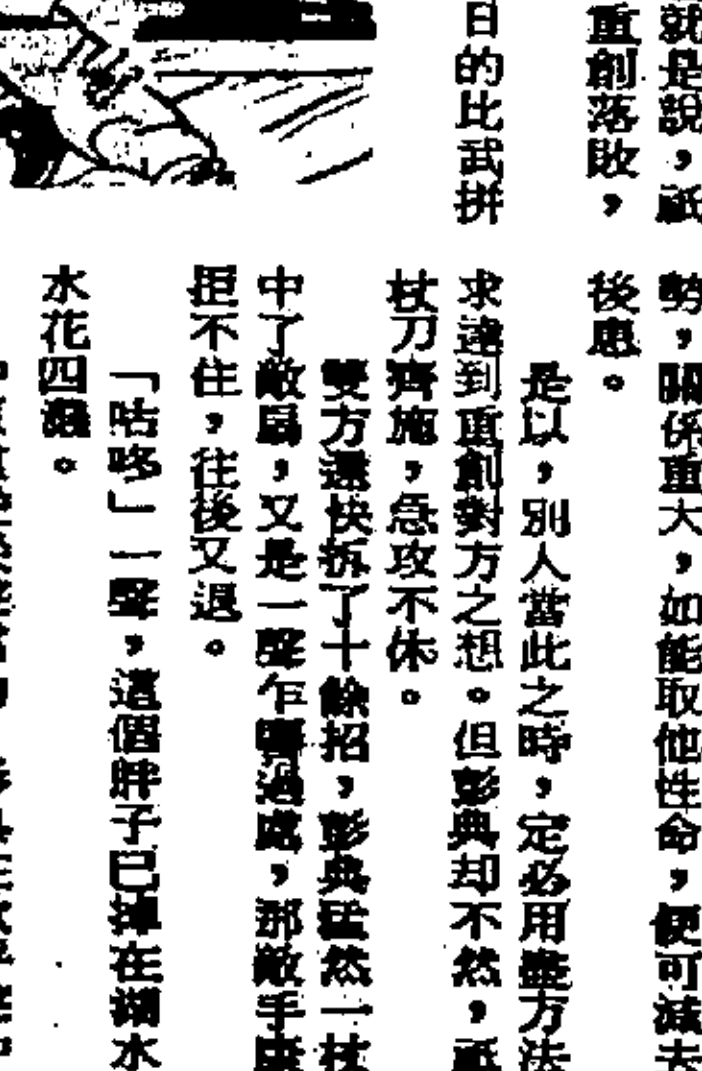 就是說，祇
重創落敗，
日的比武拼
勢，關係重大，如能取他性命，便可減去
後患。
是以，別人當此之時，定必用盡方法
求達到重創對方之想。但彭典却不然，祇
杖刀齊施，急攻不休。
雙方還快拆了十餘招，彭典猛然一杖
中了敵扇，又是一聲乍響過處，那敵手
拒不住，往後又退。
「咕咚」一聲，這個胖子已掉在湖水
水花四濺。